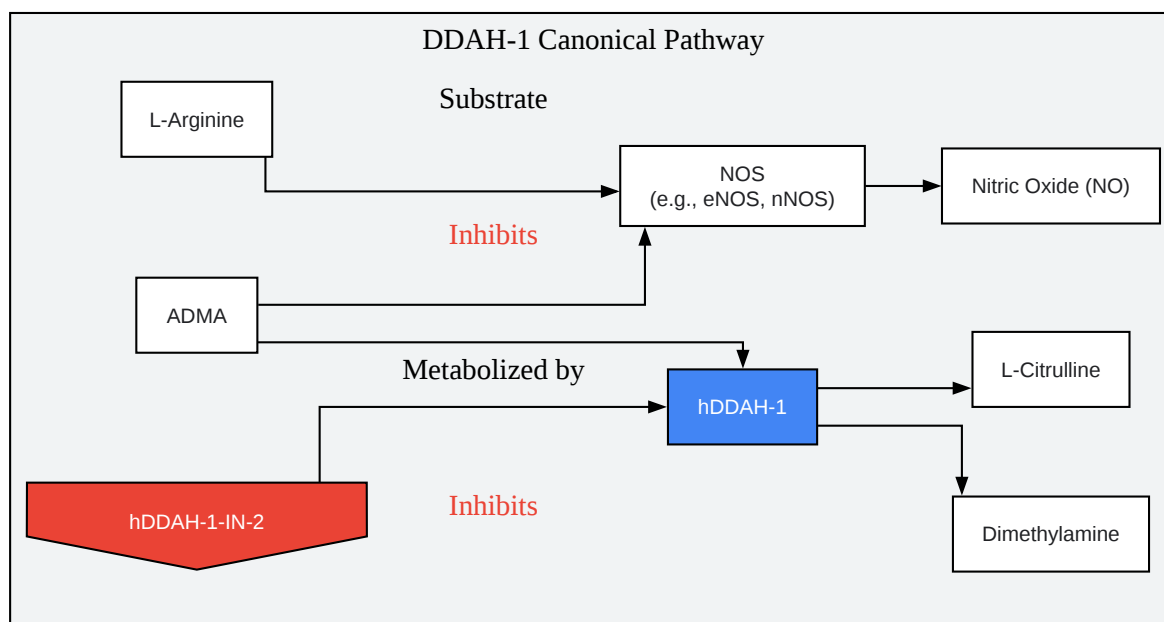 DDAH-1 Canonical Pathway
Substrate
L-Arginine
NOS
(e.g., eNOS, nNOS)
Nitric Oxide (NO)
Inhibits
ADMA
Metabolized by
L-Citrulline
hDDAH-1
Inhibits
hDDAH-1-IN-2
Dimethylamine